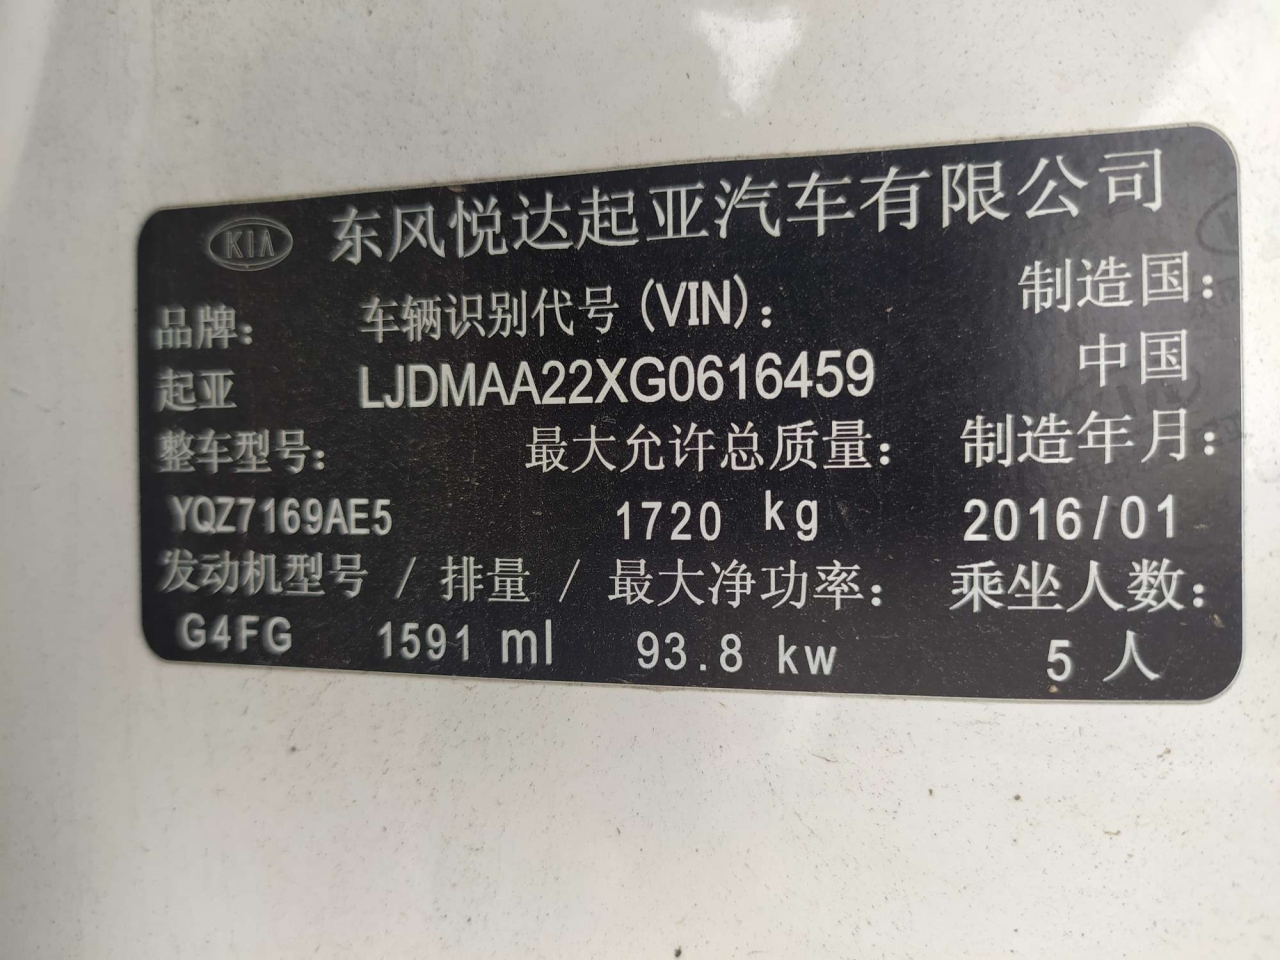 KIA 东风悦达起亚汽车有限公司
品牌： 车辆识别代号(VIN)： 制造国：
起亚 LJDMAA22XG0616459 中国
整车型号： 最大允许总质量： 制造年月：
YQZ7169AE5 1720 kg 2016/01
发动机型号 / 排量 / 最大净功率： 乘坐人数：
G4FG 1591 ml 93.8 kw 5 人